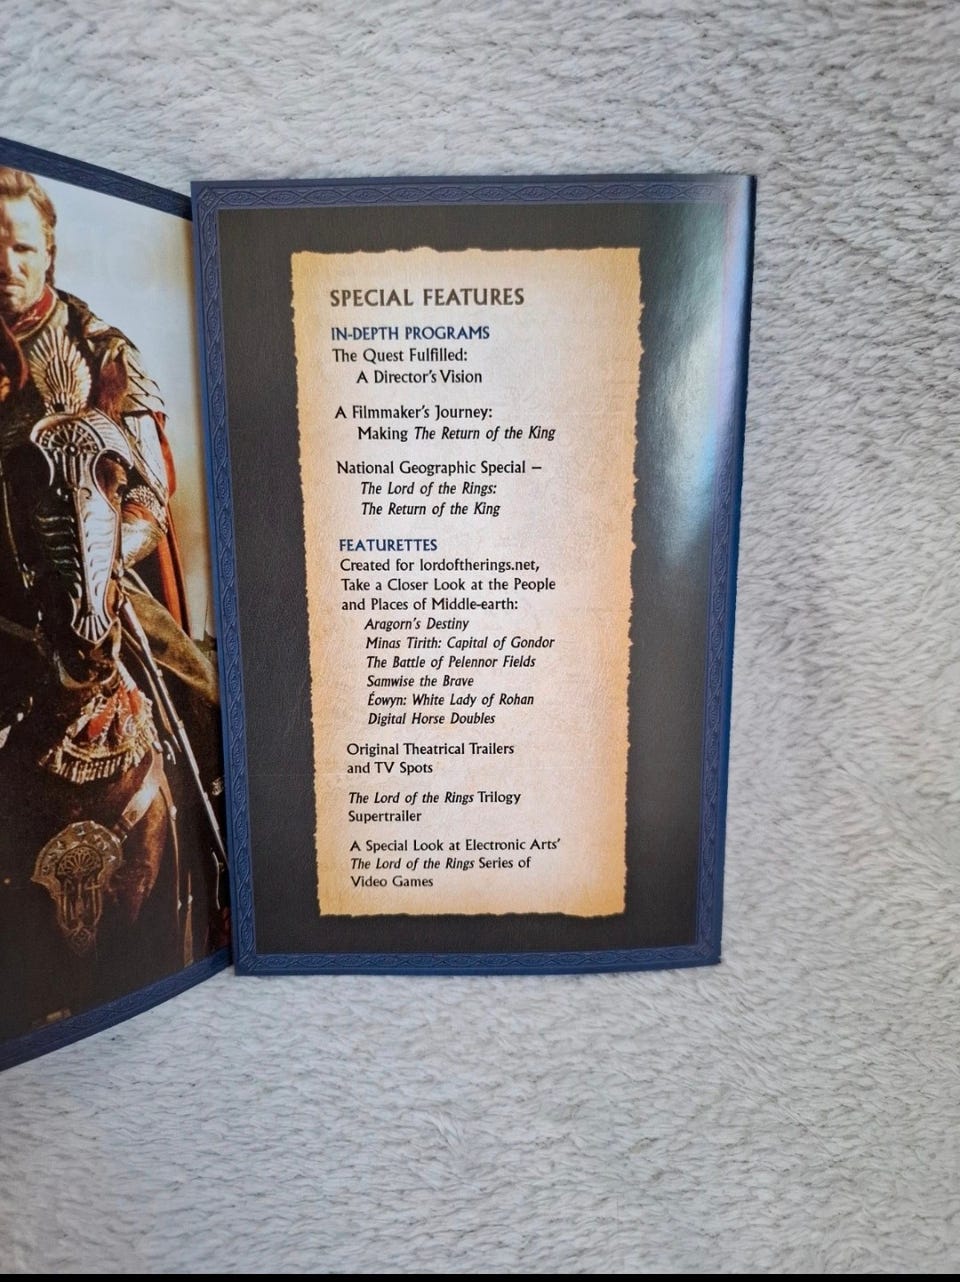 SPECIAL FEATURES
IN-DEPTH PROGRAMS
The Quest Fulfilled:
A Director's Vision
A Filmmaker's Journey:
Making The Return of the King
National Geographic Special –
The Lord of the Rings:
The Return of the King
FEATURETTES
Created for lordoftherings.net,
Take a Closer Look at the People
and Places of Middle-earth:
Aragorn's Destiny
Minas Tirith: Capital of Gondor
The Battle of Pelennor Fields
Samwise the Brave
Éowyn: White Lady of Rohan
Digital Horse Doubles
Original Theatrical Trailers
and TV Spots
The Lord of the Rings Trilogy
Supertrailer
A Special Look at Electronic Arts'
The Lord of the Rings Series of
Video Games